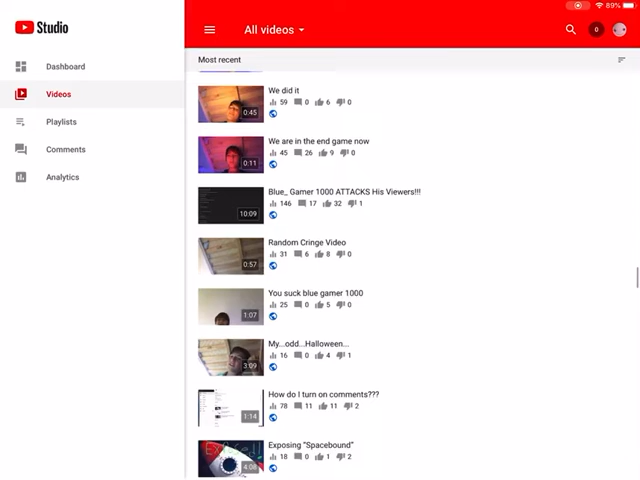 89%
Studio
All videos
0
Dashboard
Videos
Playlists
Comments
Analytics
Most recent
We did it
59 0 6 0
0:45
We are in the end game now
45 26 9 0
0:11
Blue_ Gamer 1000 ATTACKS His Viewers!!!
146 17 32 1
10:09
Random Cringe Video
31 6 8 0
0:57
You suck blue gamer 1000
25 0 5 0
1:07
My...odd...Halloween...
16 0 4 1
3:09
How do I turn on comments???
78 11 11 2
1:14
Exposing "Spacebound"
18 0 1 2
4:08